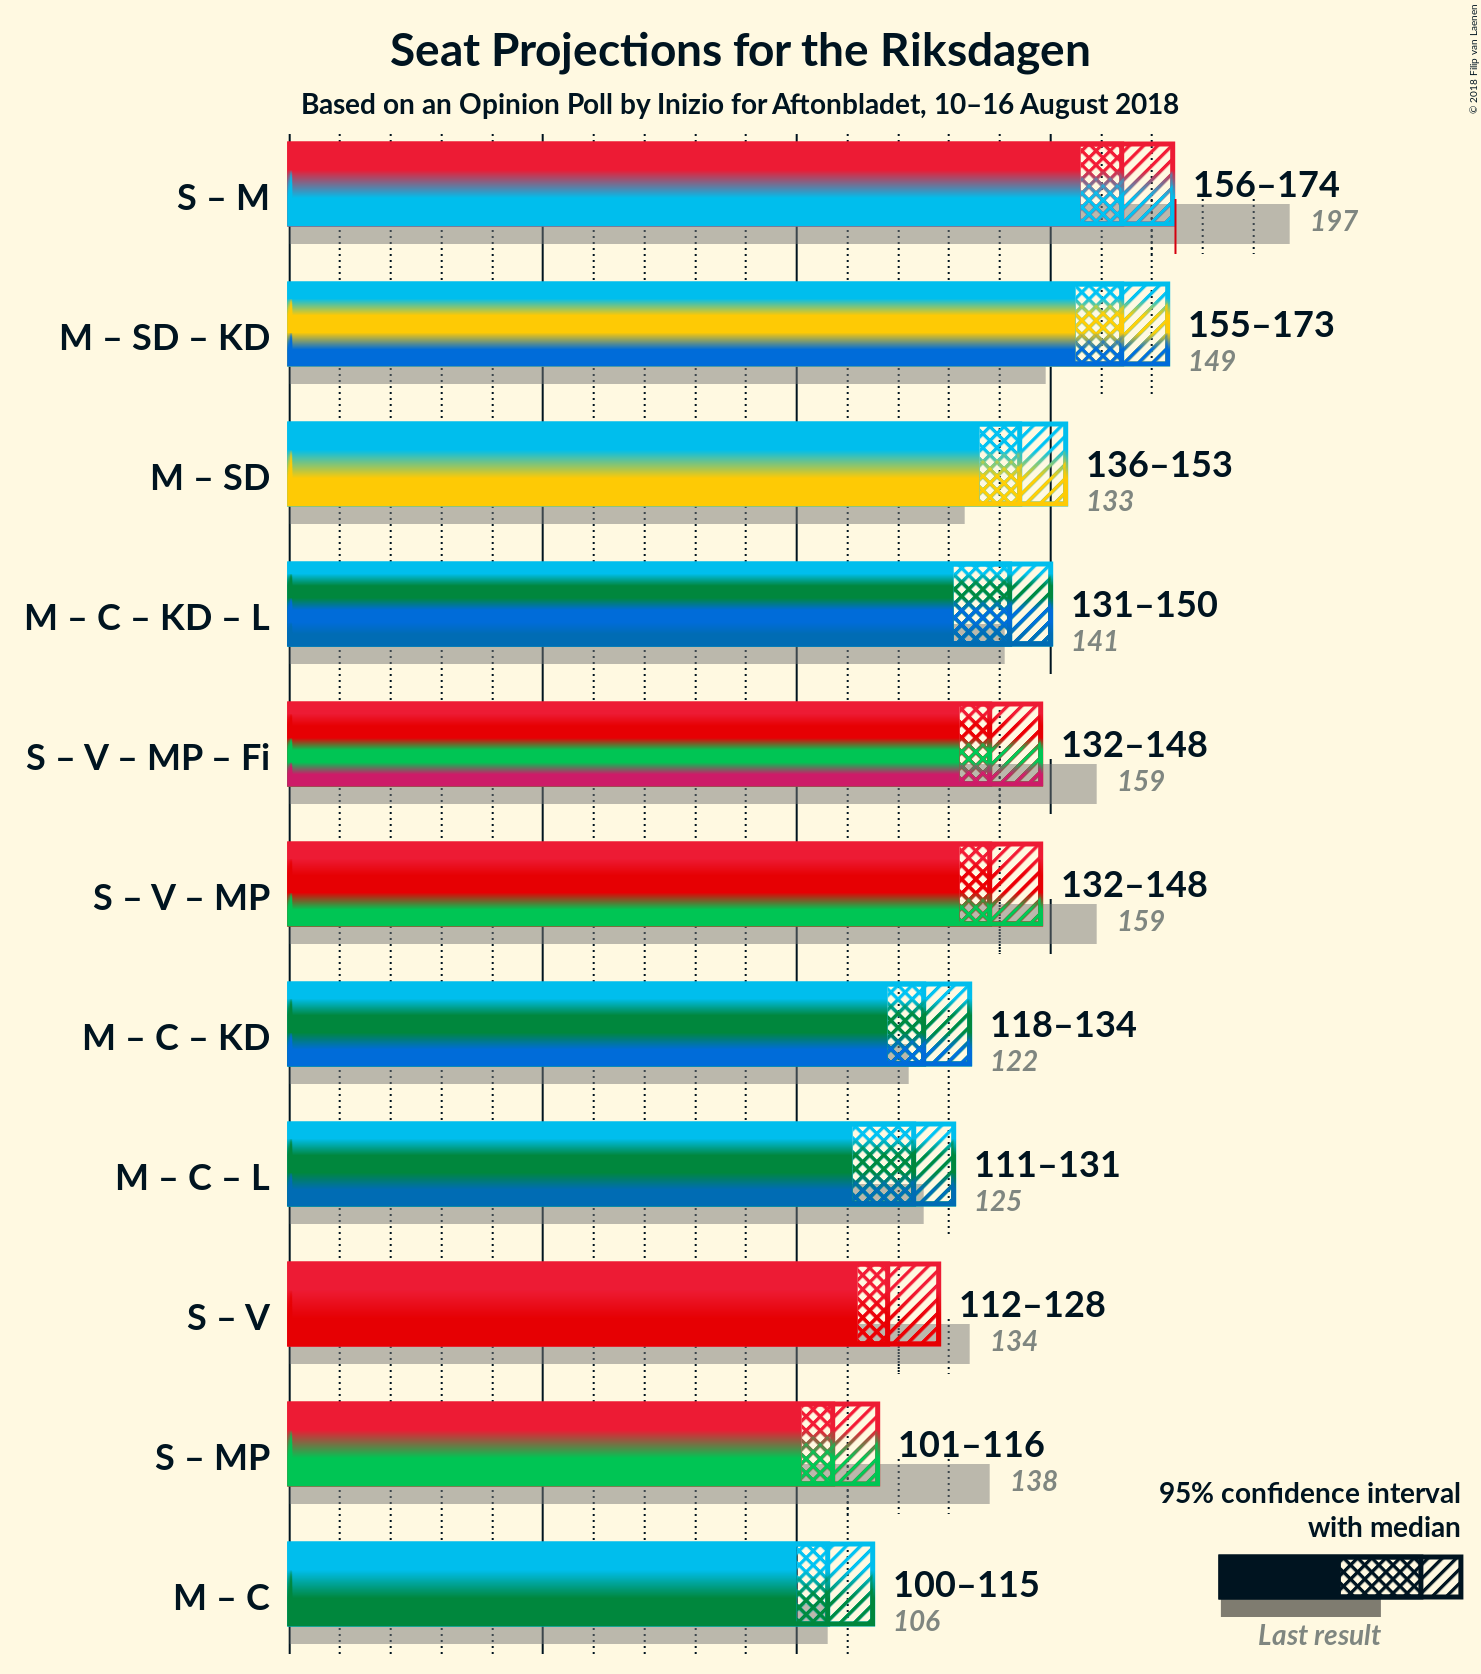 Seat Projections for the Riksdagen
Based on an Opinion Poll by Inizio for Aftonbladet, 10–16 August 2018
© 2018 Filip van Laenen
S – M
156–174
197
M – SD – KD
155–173
149
M – SD
136–153
133
M – C – KD – L
131–150
141
S – V – MP – Fi
132–148
159
S – V – MP
132–148
159
M – C – KD
118–134
122
M – C – L
111–131
125
S – V
112–128
134
S – MP
101–116
138
M – C
100–115
106
95% confidence interval
with median
Last result